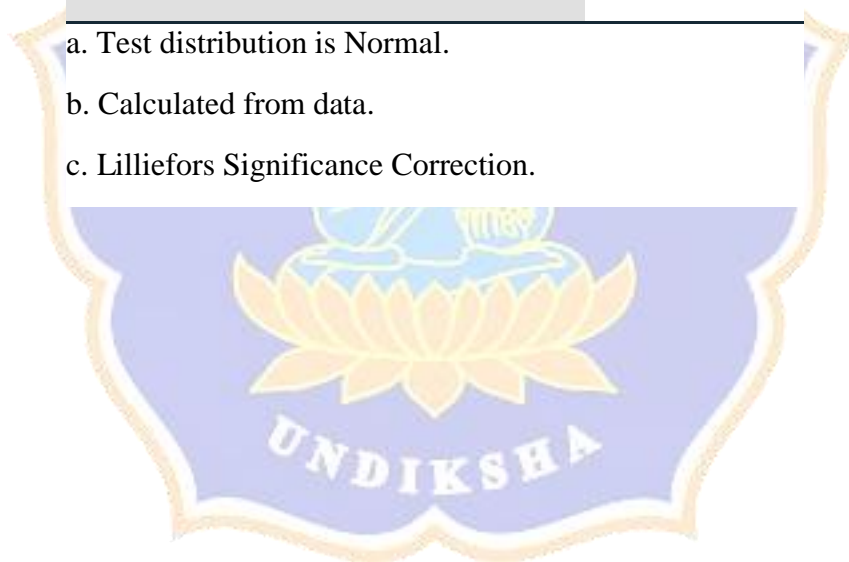 a. Test distribution is Normal.
b. Calculated from data.
c. Lilliefors Significance Correction.
UNDIKSHA